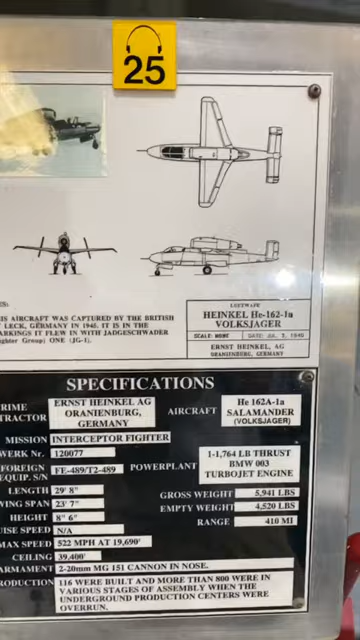 25
THIS AIRCRAFT WAS CAPTURED BY THE BRITISH
LECK, GERMANY IN 1945. IT IS IN THE
MARKINGS IT FLEW IN WITH JADGESCHWADER
(Fighter Group) ONE (JG-1).
LUFTWAFFE
HEINKEL He-162-1a
VOLKSJAGER
SCALE: NONE DATE: JUL. 3, 1940
ERNST HEINKEL AG
ORANIENBURG, GERMANY
SPECIFICATIONS
RIME
TRACTOR
ERNST HEINKEL AG
ORANIENBURG,
GERMANY
AIRCRAFT
He 162A-1a
SALAMANDER
(VOLKSJAGER)
MISSION INTERCEPTOR FIGHTER
WERK Nr. 120077
FOREIGN
EQUIP. S/N
FE-489/T2-489
POWERPLANT
1-1,764 LB THRUST
BMW 003
TURBOJET ENGINE
LENGTH 29' 8"
WING SPAN 23' 7"
HEIGHT 8' 6"
UISE SPEED N/A
MAX SPEED 522 MPH AT 19,690'
CEILING 39,400'
GROSS WEIGHT 5,941 LBS
EMPTY WEIGHT 4,520 LBS
RANGE 410 MI
ARMAMENT 2-20mm MG 151 CANNON IN NOSE.
RODUCTION 116 WERE BUILT AND MORE THAN 800 WERE IN
VARIOUS STAGES OF ASSEMBLY WHEN THE
UNDERGROUND PRODUCTION CENTERS WERE
OVERRUN.